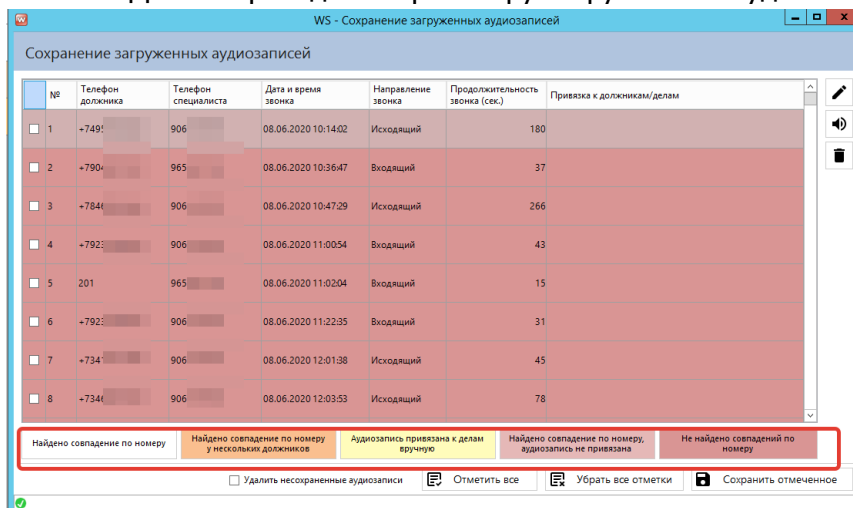 WS - Сохранение загруженных аудиозаписей
Сохранение загруженных аудиозаписей
№ Телефон должника Телефон специалиста Дата и время звонка Направление звонка Продолжительность звонка (сек.) Привязка к должникам/делам
1 906 08.06.2020 10:14:02 Исходящий 180
2 965 08.06.2020 10:36:47 Входящий 37
3 906 08.06.2020 10:47:29 Исходящий 266
4 906 08.06.2020 11:00:54 Входящий 43
5 201 965 08.06.2020 11:02:04 Входящий 15
6 906 08.06.2020 11:22:35 Входящий 31
7 906 08.06.2020 12:01:38 Исходящий 45
8 906 08.06.2020 12:03:53 Исходящий 78
Найдено совпадение по номеру
Найдено совпадение по номеру
у нескольких должников
Аудиозапись привязана к делам
вручную
Найдено совпадение по номеру,
аудиозапись не привязана
Не найдено совпадений по
номеру
Удалить несохраненные аудиозаписи Отметить все Убрать все отметки Сохранить отмеченное